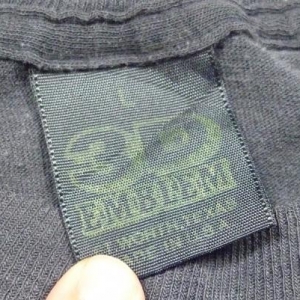 L
3D
EMBLEM
WORTH, TEXAS
IN U.S.A.